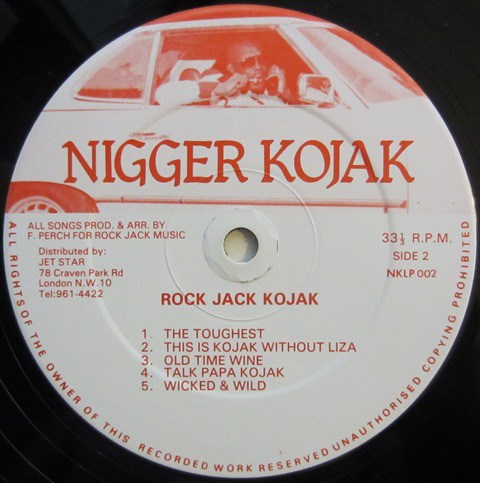 NIGGER KOJAK
ALL SONGS PROD. & ARR. BY
F. PERCH FOR ROCK JACK MUSIC
Distributed by:
JET STAR
78 Craven Park Rd
London N.W.10
Tel:961-4422
33⅓ R.P.M.
SIDE 2
NKLP 002
ROCK JACK KOJAK
1. THE TOUGHEST
2. THIS IS KOJAK WITHOUT LIZA
3. OLD TIME WINE
4. TALK PAPA KOJAK
5. WICKED & WILD
ALL RIGHTS OF THE OWNER OF THIS RECORDED WORK RESERVED UNAUTHORISED COPYING PROHIBITED